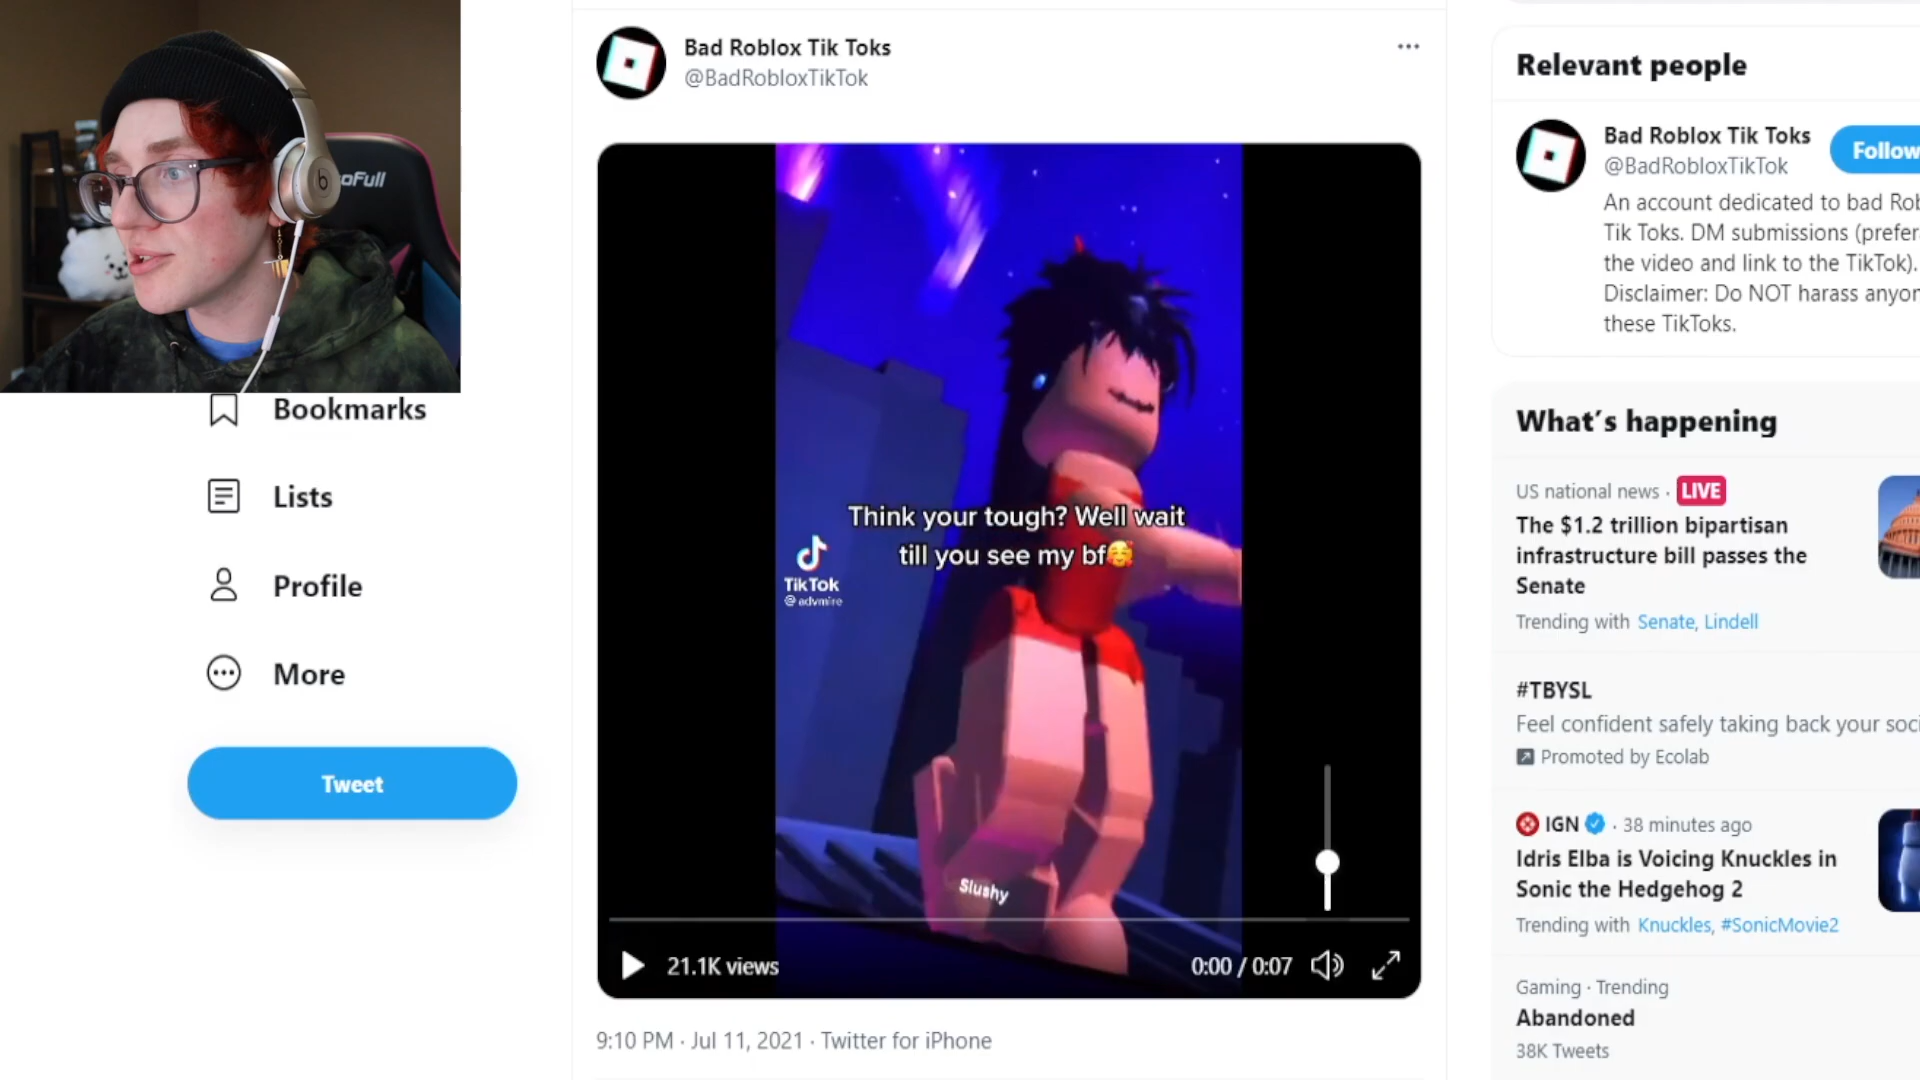 oFull
b
Bookmarks
Lists
Profile
More
Tweet
Bad Roblox Tik Toks
@BadRobloxTikTok
Think your tough? Well wait
till you see my bf🥰
TikTok
@advmire
Slushy
21.1K views
0:00 / 0:07
9:10 PM · Jul 11, 2021 · Twitter for iPhone
Relevant people
Bad Roblox Tik Toks
@BadRobloxTikTok
Follow
An account dedicated to bad Rob
Tik Toks. DM submissions (prefer
the video and link to the TikTok).
Disclaimer: Do NOT harass anyon
these TikToks.
What's happening
US national news · LIVE
The $1.2 trillion bipartisan
infrastructure bill passes the
Senate
Trending with Senate, Lindell
#TBYSL
Feel confident safely taking back your soci
Promoted by Ecolab
IGN · 38 minutes ago
Idris Elba is Voicing Knuckles in
Sonic the Hedgehog 2
Trending with Knuckles, #SonicMovie2
Gaming · Trending
Abandoned
38K Tweets